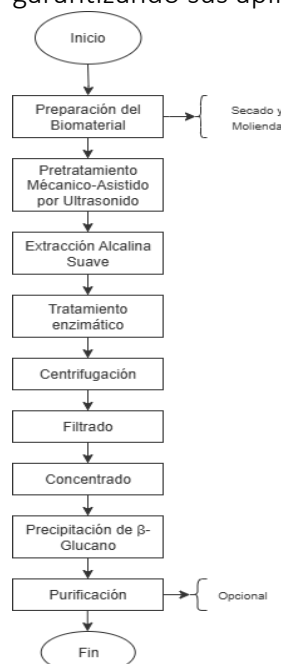 garantizando sus apli
Inicio
Preparación del
Biomaterial
Secado y
Molienda
Pretratamiento
Mécanico-Asistido
por Ultrasonido
Extracción Alcalina
Suave
Tratamiento
enzimático
Centrifugación
Filtrado
Concentrado
Precipitación de β-
Glucano
Purificación
Opcional
Fin